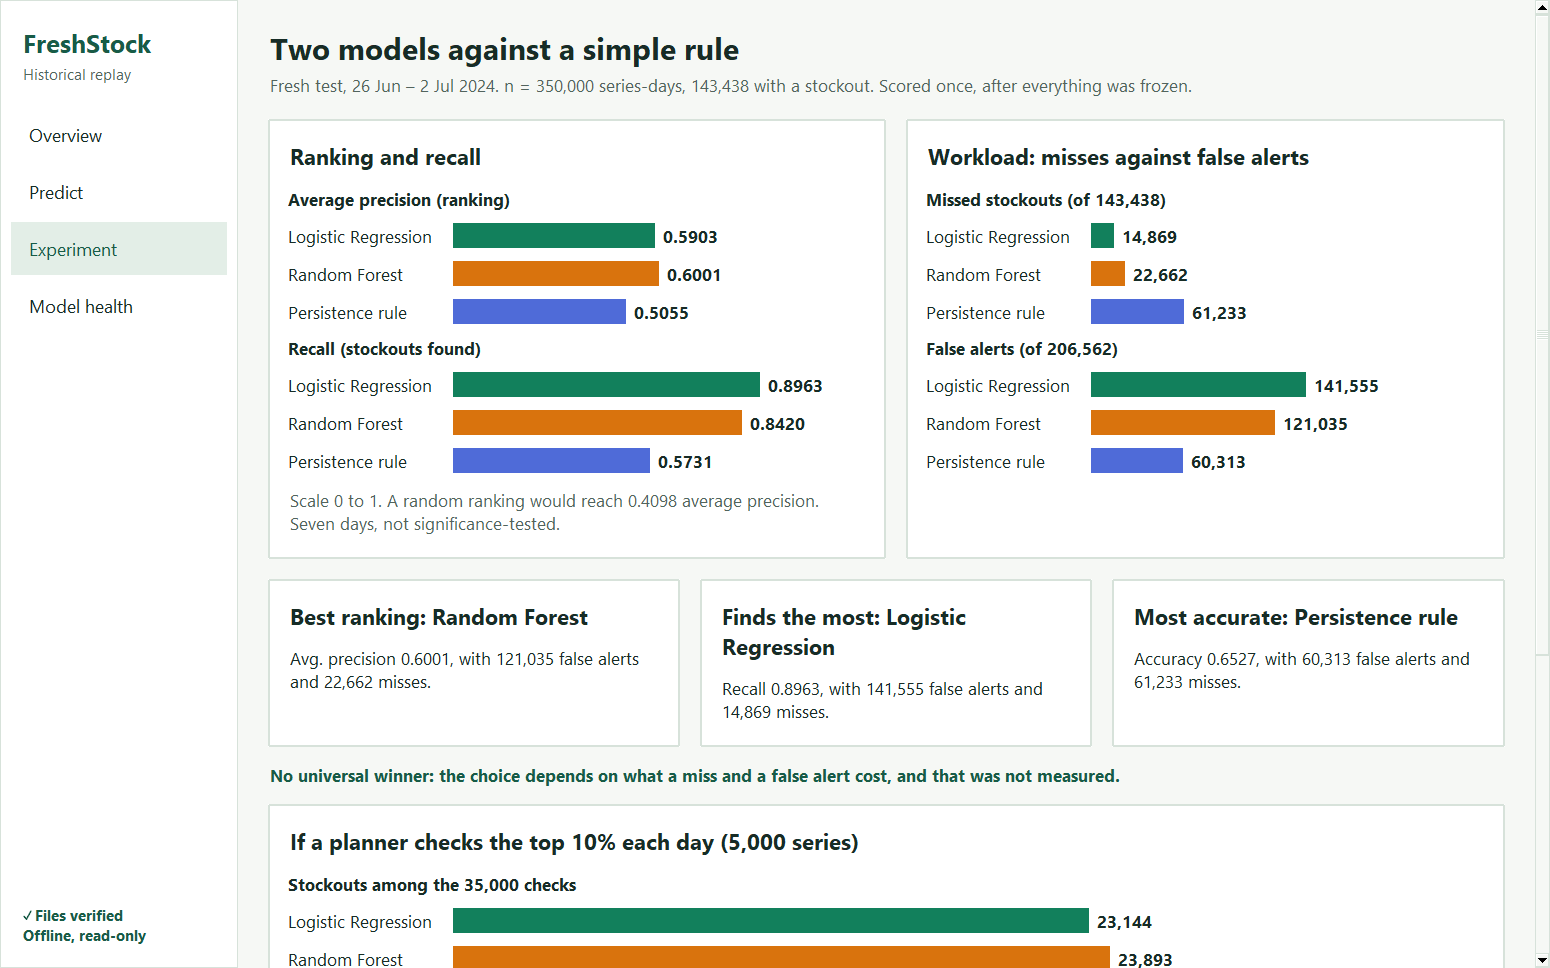 FreshStock
Historical replay
Overview
Predict
Experiment
Model health
✓ Files verified
Offline, read-only
Two models against a simple rule
Fresh test, 26 Jun – 2 Jul 2024. n = 350,000 series-days, 143,438 with a stockout. Scored once, after everything was frozen.
Ranking and recall
Average precision (ranking)
Logistic Regression 0.5903
Random Forest 0.6001
Persistence rule 0.5055
Recall (stockouts found)
Logistic Regression 0.8963
Random Forest 0.8420
Persistence rule 0.5731
Scale 0 to 1. A random ranking would reach 0.4098 average precision.
Seven days, not significance-tested.
Workload: misses against false alerts
Missed stockouts (of 143,438)
Logistic Regression 14,869
Random Forest 22,662
Persistence rule 61,233
False alerts (of 206,562)
Logistic Regression 141,555
Random Forest 121,035
Persistence rule 60,313
Best ranking: Random Forest
Avg. precision 0.6001, with 121,035 false alerts
and 22,662 misses.
Finds the most: Logistic
Regression
Recall 0.8963, with 141,555 false alerts and
14,869 misses.
Most accurate: Persistence rule
Accuracy 0.6527, with 60,313 false alerts and
61,233 misses.
No universal winner: the choice depends on what a miss and a false alert cost, and that was not measured.
If a planner checks the top 10% each day (5,000 series)
Stockouts among the 35,000 checks
Logistic Regression 23,144
Random Forest 23,893